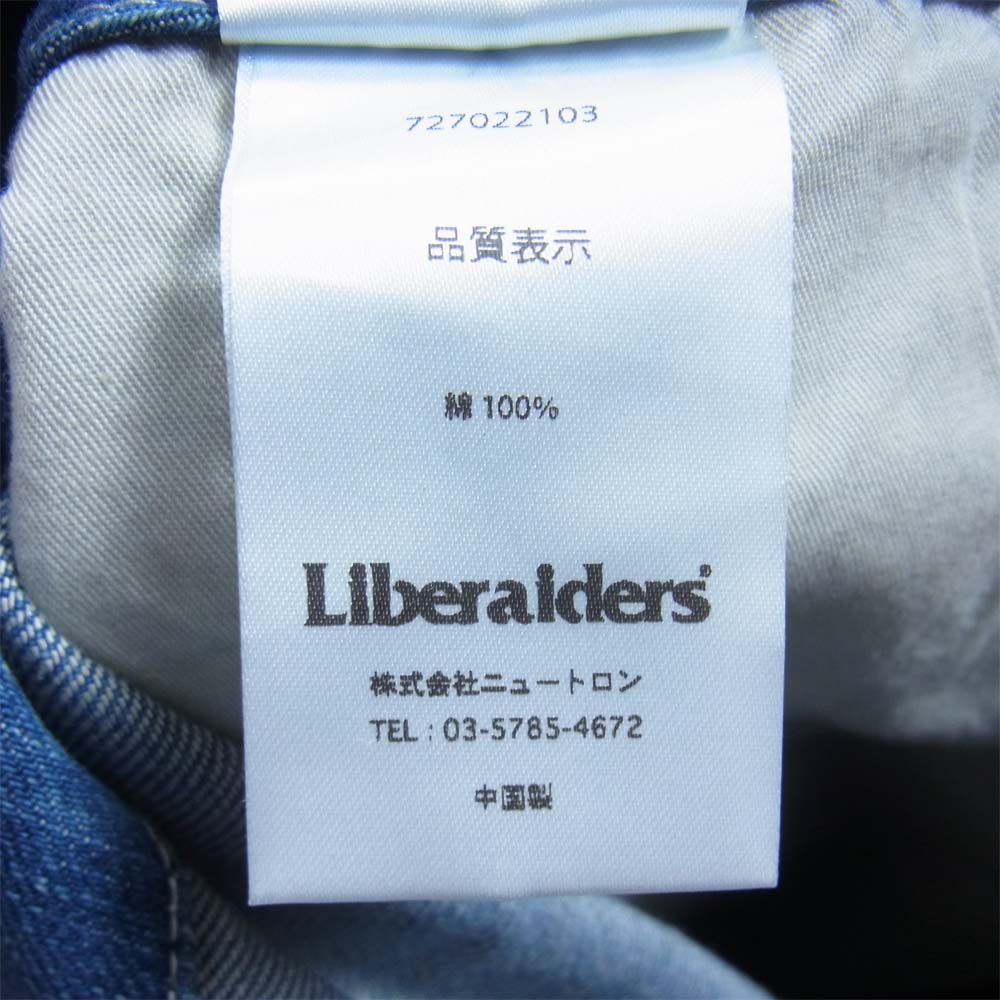 727022103
品質表示
綿 100%
Liberaiders®
株式会社ニュートロン
TEL : 03-5785-4672
中国製